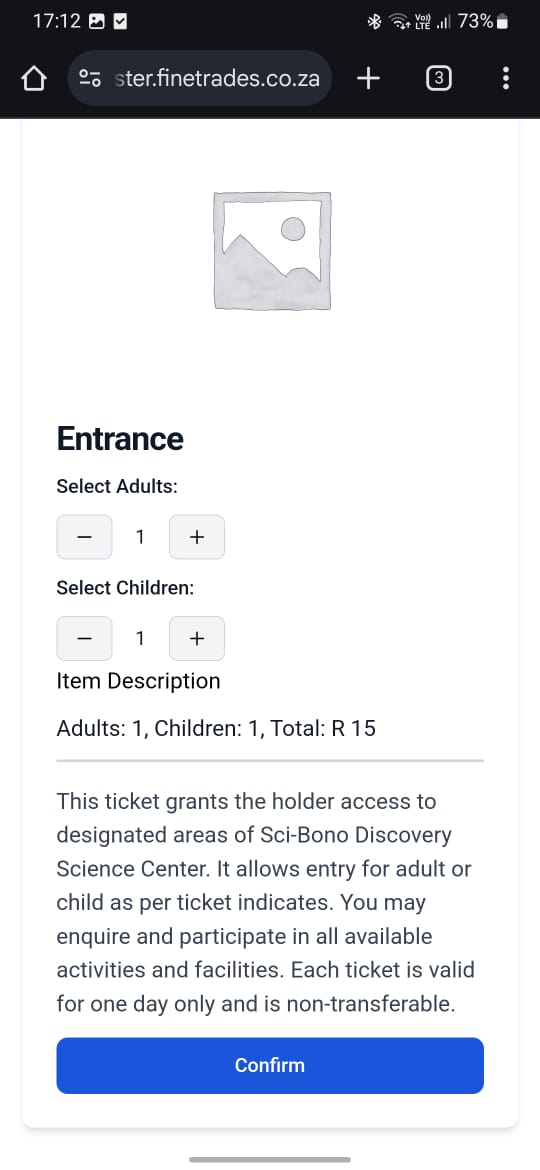 17:12
Vo))
LTE
73%
ster.finetrades.co.za
3
Entrance
Select Adults:
− 1 +
Select Children:
− 1 +
Item Description
Adults: 1, Children: 1, Total: R 15
This ticket grants the holder access to
designated areas of Sci-Bono Discovery
Science Center. It allows entry for adult or
child as per ticket indicates. You may
enquire and participate in all available
activities and facilities. Each ticket is valid
for one day only and is non-transferable.
Confirm